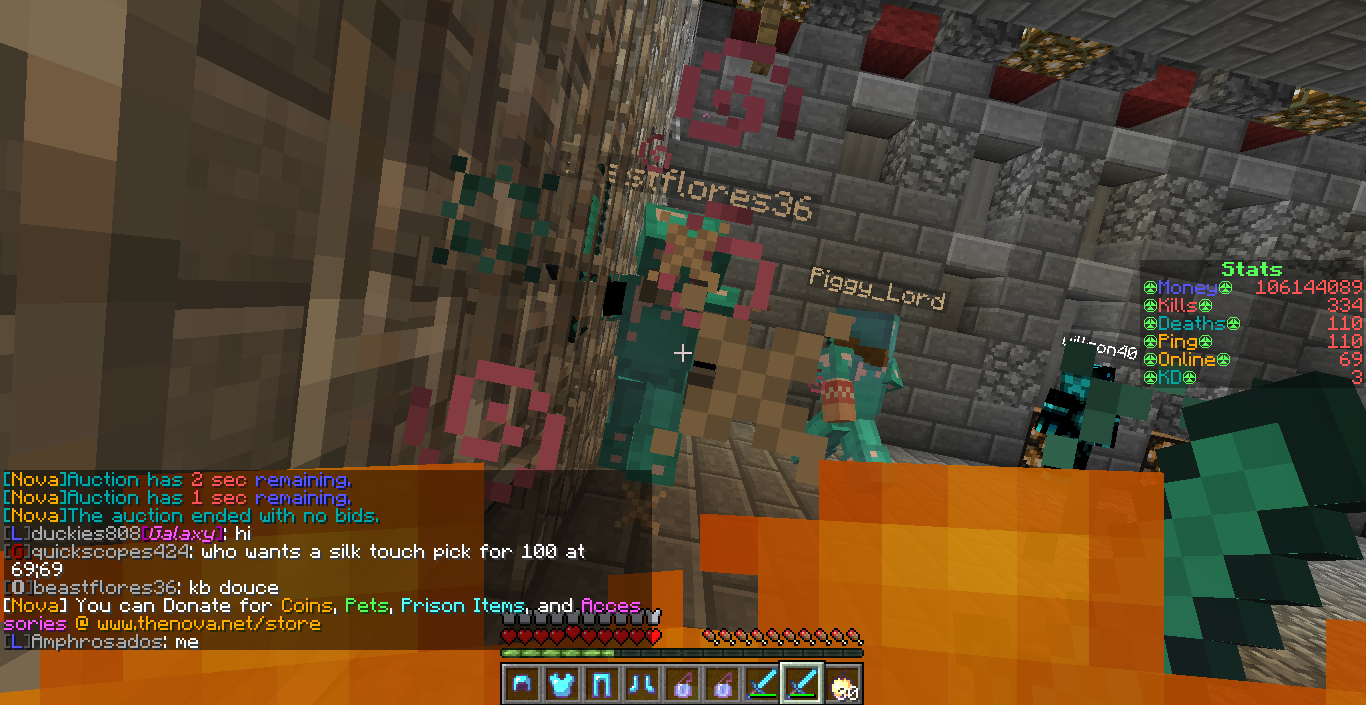 astflores36
Piggy_Lord
Stats
Money 106144089
Kills 334
Deaths 110
Ping 110
Online 69
KD 3
[Nova]Auction has 2 sec remaining.
[Nova]Auction has 1 sec remaining.
[Nova]The auction ended with no bids.
[L]duckies808[Galaxy]: hi
quickscopes424: who wants a silk touch pick for 100 at
69;69
[O]beastflores36: kb douce
[Nova] You can Donate for Coins, Pets, Prison Items, and Acces
sories @ www.thenova.net/store
[L]Amphrosados: me
30